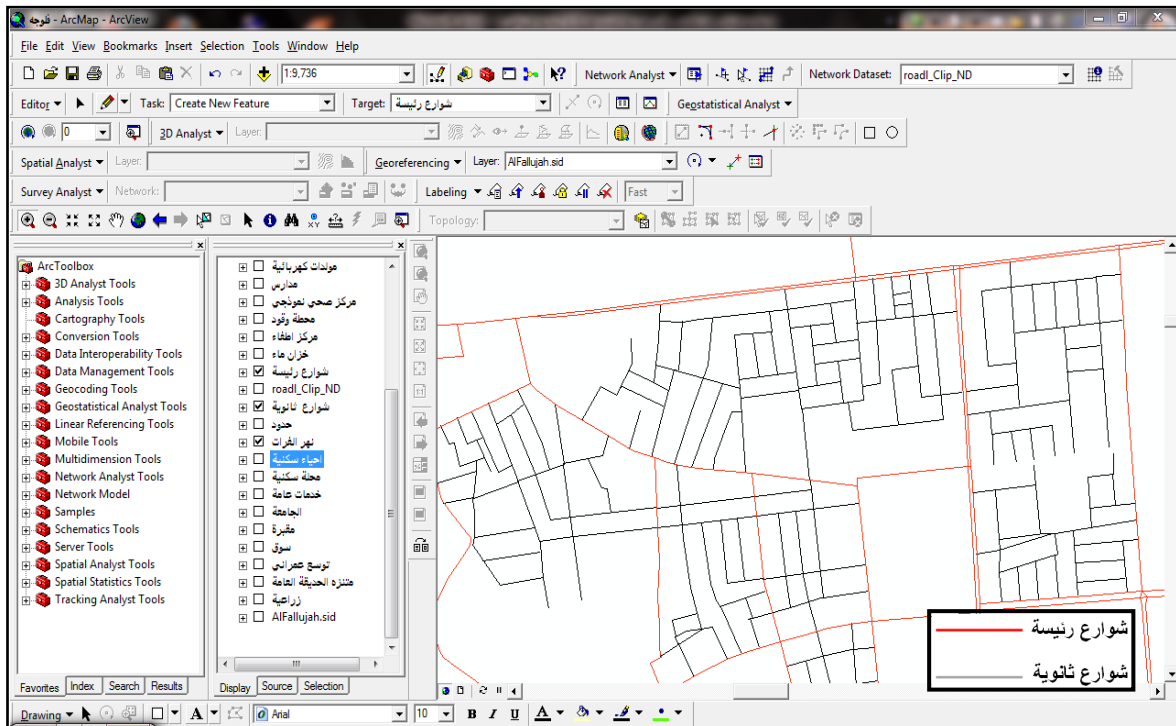 فلوجه - ArcMap - ArcView
File Edit View Bookmarks Insert Selection Tools Window Help
1:9,736 Network Analyst Network Dataset: roadl_Clip_ND
Editor Task: Create New Feature Target: شوارع رئيسة Geostatistical Analyst
0 3D Analyst Layer:
Spatial Analyst Layer: Georeferencing Layer: AlFallujah.sid
Survey Analyst Network: Labeling Fast
Topology:
ArcToolbox
3D Analyst Tools
Analysis Tools
Cartography Tools
Conversion Tools
Data Interoperability Tools
Data Management Tools
Geocoding Tools
Geostatistical Analyst Tools
Linear Referencing Tools
Mobile Tools
Multidimension Tools
Network Analyst Tools
Network Model
Samples
Schematics Tools
Server Tools
Spatial Analyst Tools
Spatial Statistics Tools
Tracking Analyst Tools
Favorites Index Search Results
مولدات كهربائية
مدارس
مركز صحي نموذجي
محطة وقود
مركز اطفاء
خزان ماء
شوارع رئيسة
roadl_Clip_ND
شوارع ثانوية
حدود
نهر الفرات
احياء سكنية
محلة سكنية
خدمات عامة
الجامعة
مقبرة
سوق
توسع عمراني
متنزه الحديقة العامة
زراعية
AlFallujah.sid
Display Source Selection
شوارع رئيسة
شوارع ثانوية
Drawing A Arial 10 B I U A